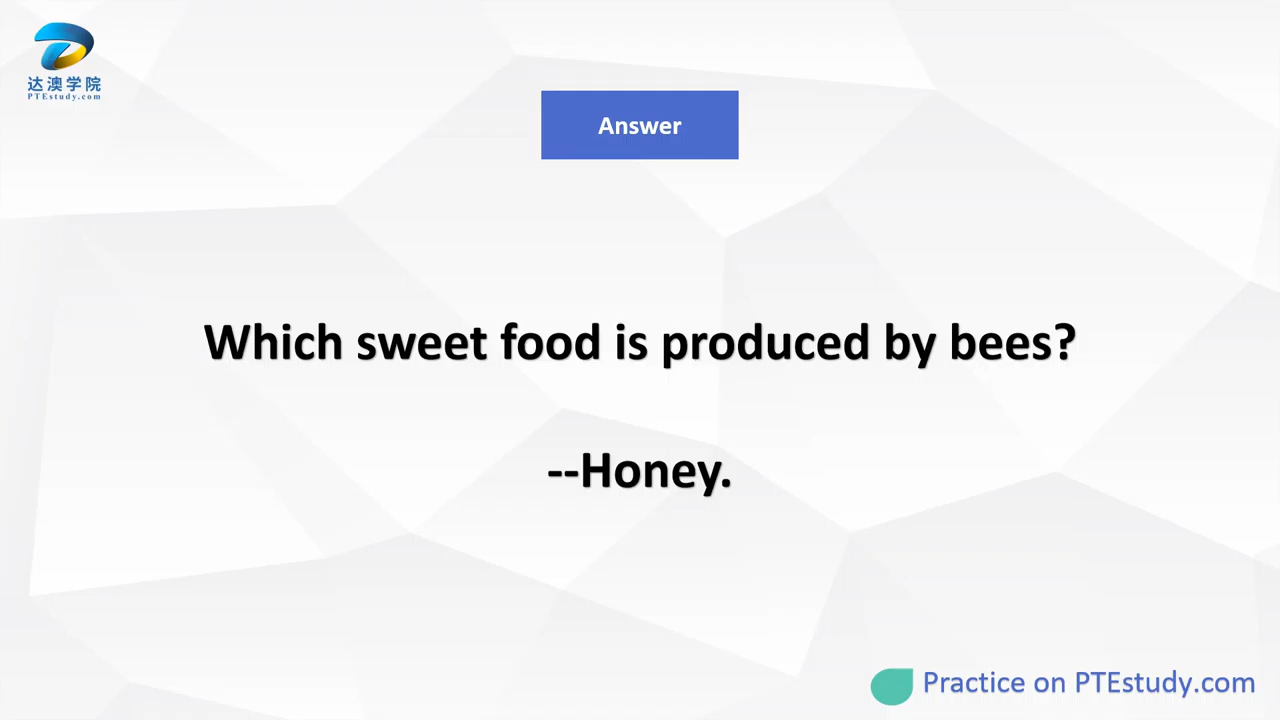 达澳学院
PTEstudy.com
Answer
Which sweet food is produced by bees?
--Honey.
Practice on PTEstudy.com